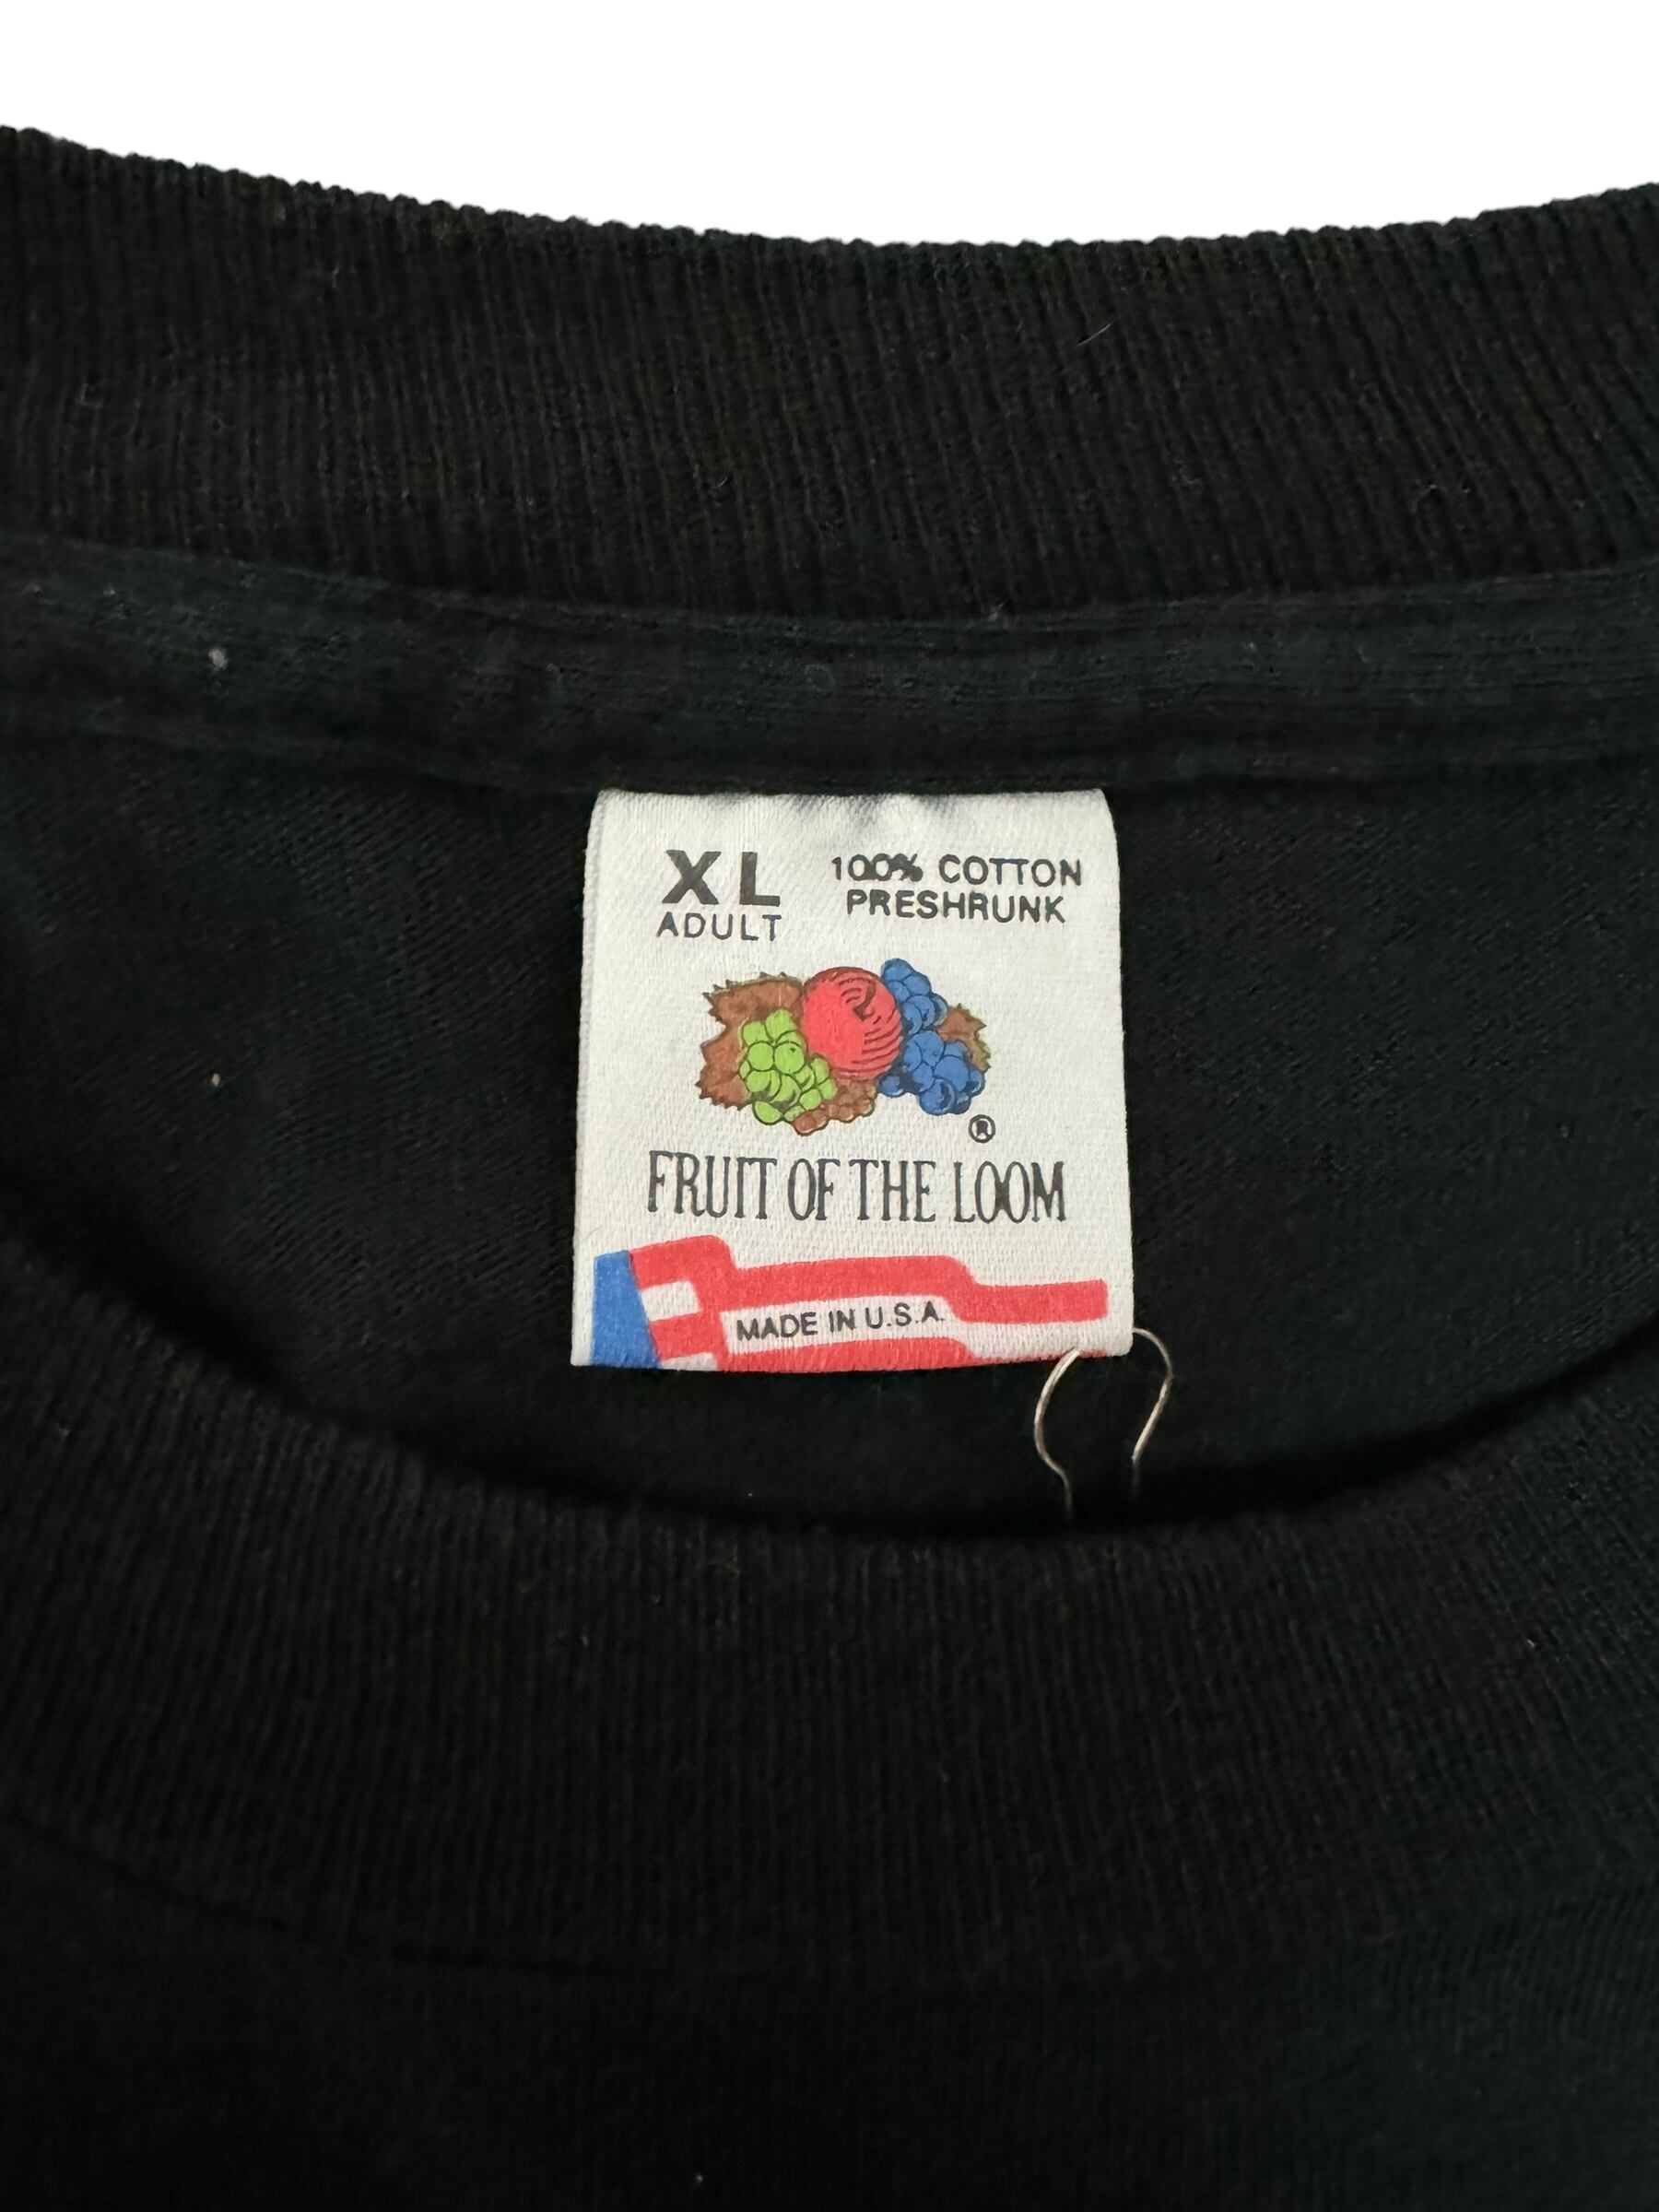 XL
ADULT
100% COTTON
PRESHRUNK
®
FRUIT OF THE LOOM
MADE IN U.S.A.